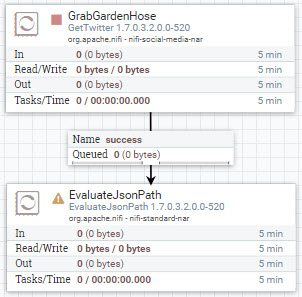 GrabGardenHose
GetTwitter 1.7.0.3.2.0.0-520
org.apache.nifi - nifi-social-media-nar
In 0 (0 bytes) 5 min
Read/Write 0 bytes / 0 bytes 5 min
Out 0 (0 bytes) 5 min
Tasks/Time 0 / 00:00:00.000 5 min
Name success
Queued 0 (0 bytes)
EvaluateJsonPath
EvaluateJsonPath 1.7.0.3.2.0.0-520
org.apache.nifi - nifi-standard-nar
In 0 (0 bytes) 5 min
Read/Write 0 bytes / 0 bytes 5 min
Out 0 (0 bytes) 5 min
Tasks/Time 0 / 00:00:00.000 5 min